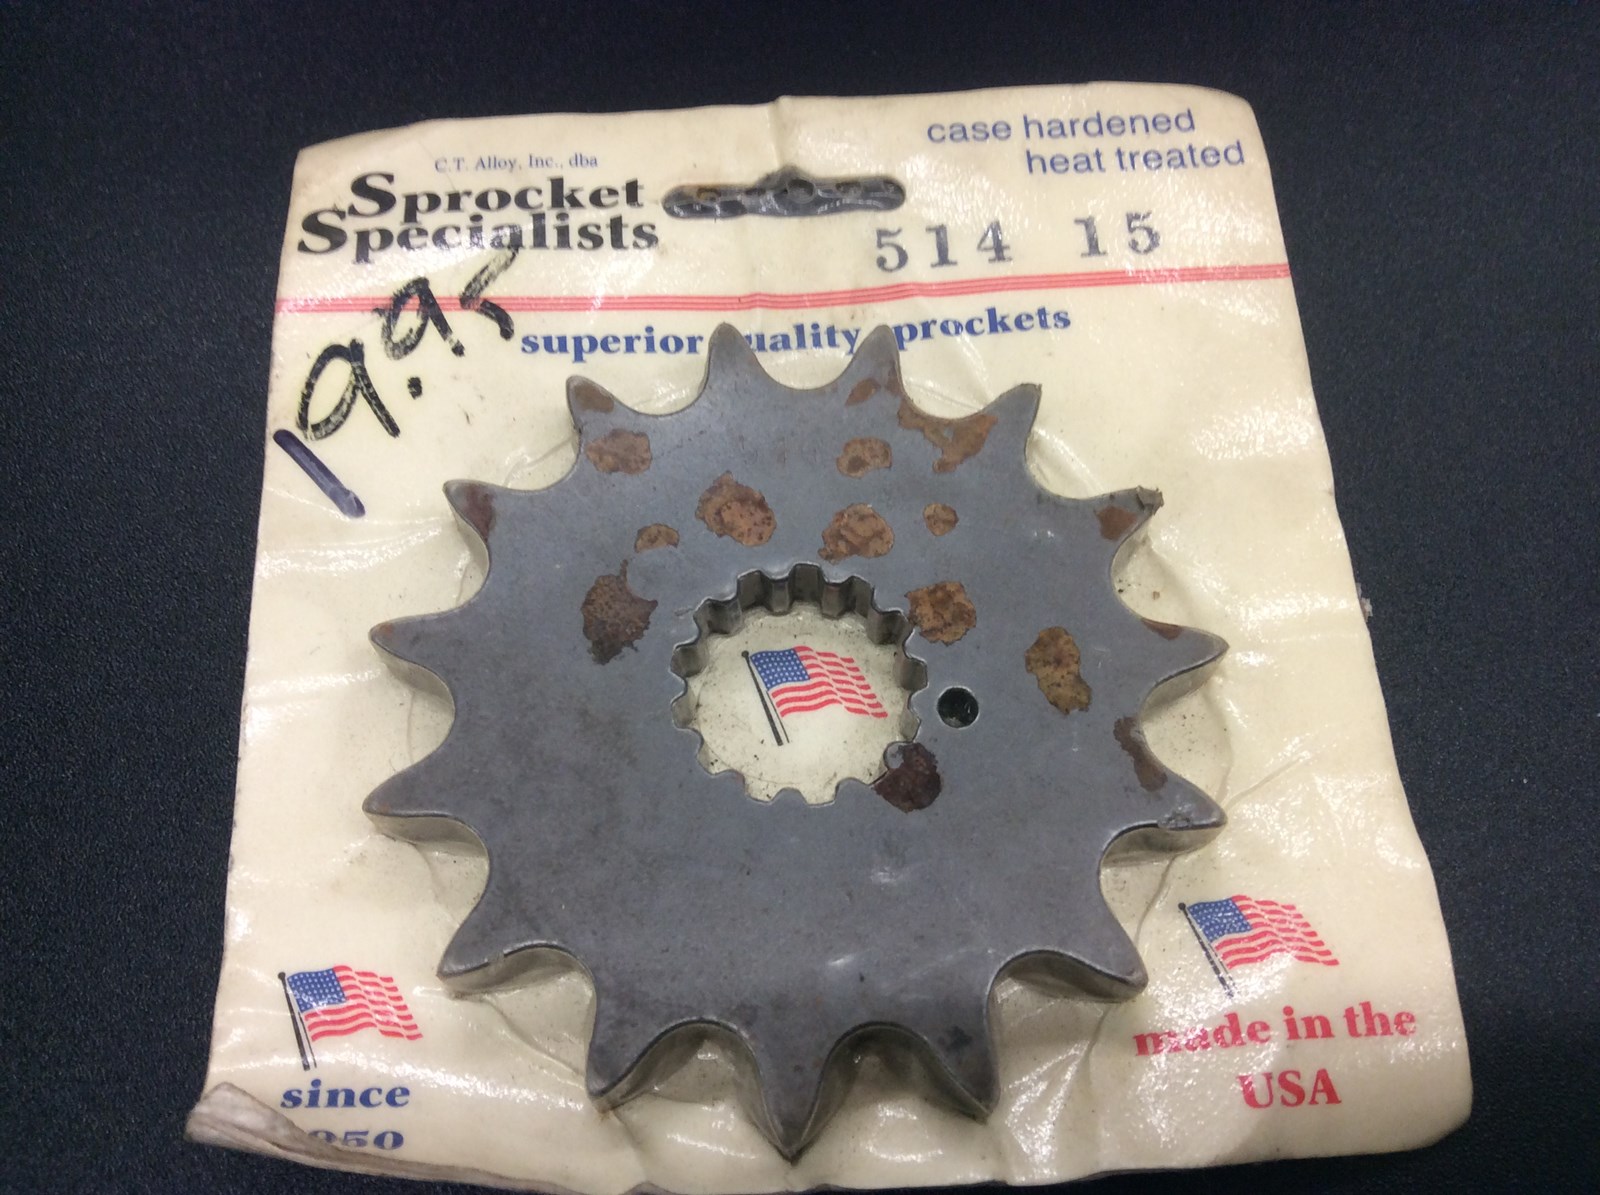 C.T. Alloy, Inc., dba
Sprocket
Specialists
case hardened
heat treated
514 15
19.95
superior quality sprockets
since
made in the
USA